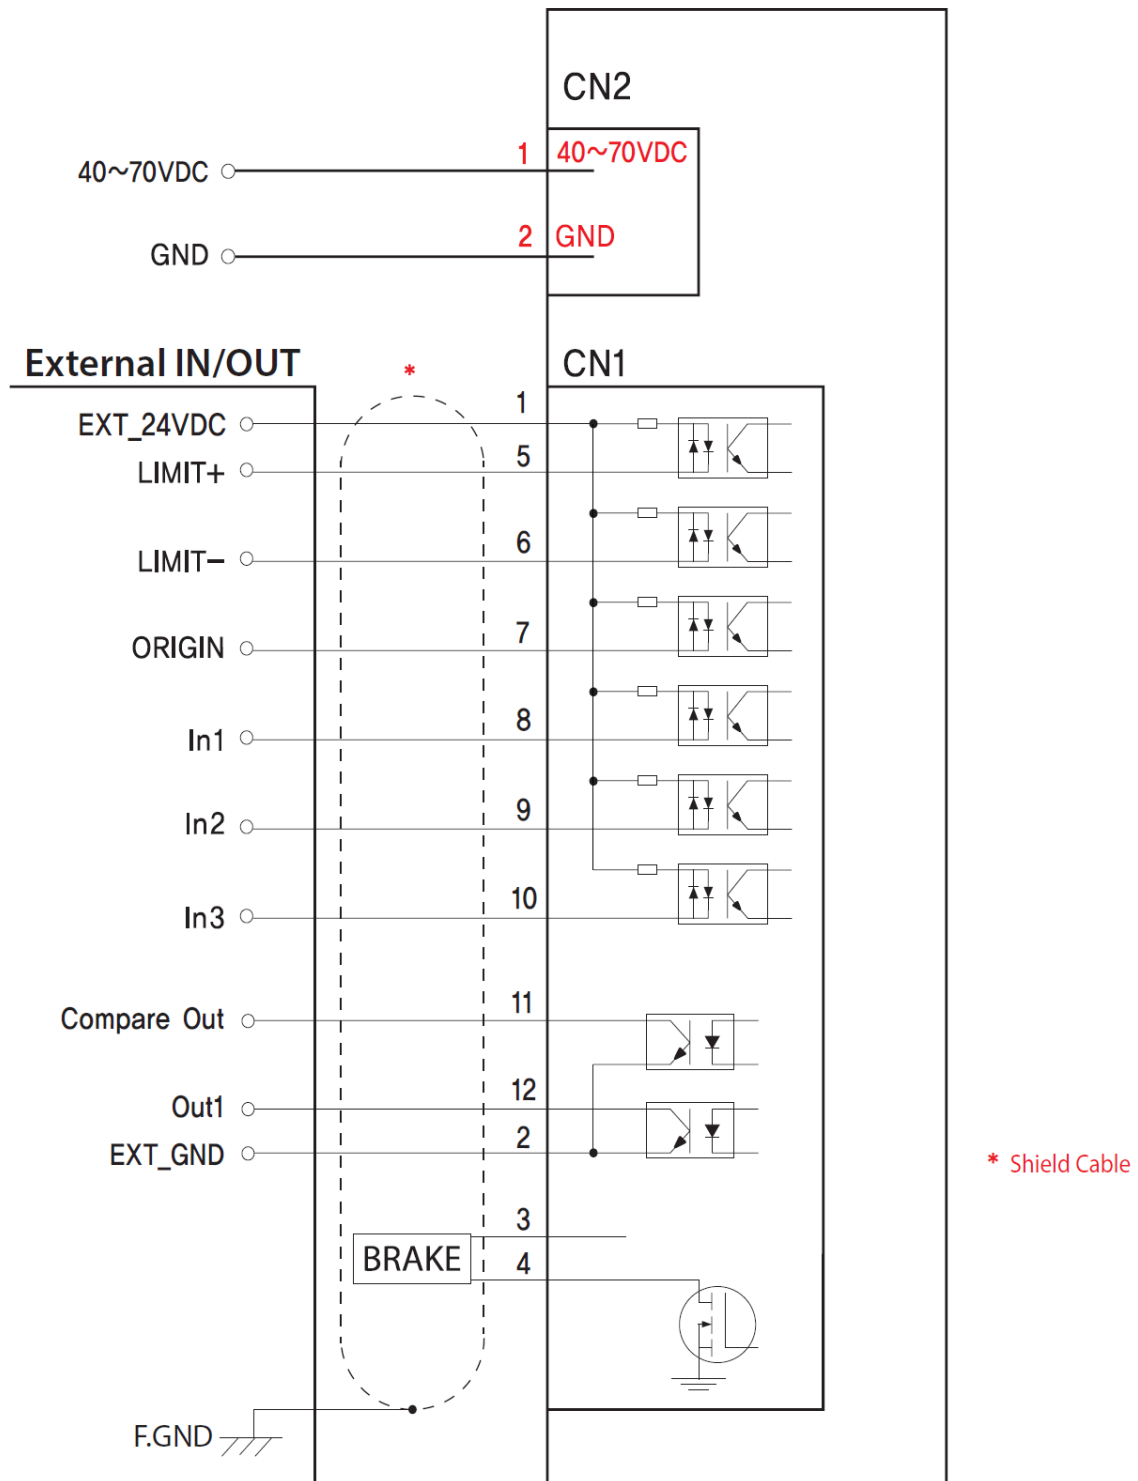 CN2
40~70VDC 1 40~70VDC
GND 2 GND
External IN/OUT * CN1
EXT_24VDC 1
LIMIT+ 5
LIMIT− 6
ORIGIN 7
In1 8
In2 9
In3 10
Compare Out 11
Out1 12
EXT_GND 2
* Shield Cable
3
BRAKE 4
F.GND